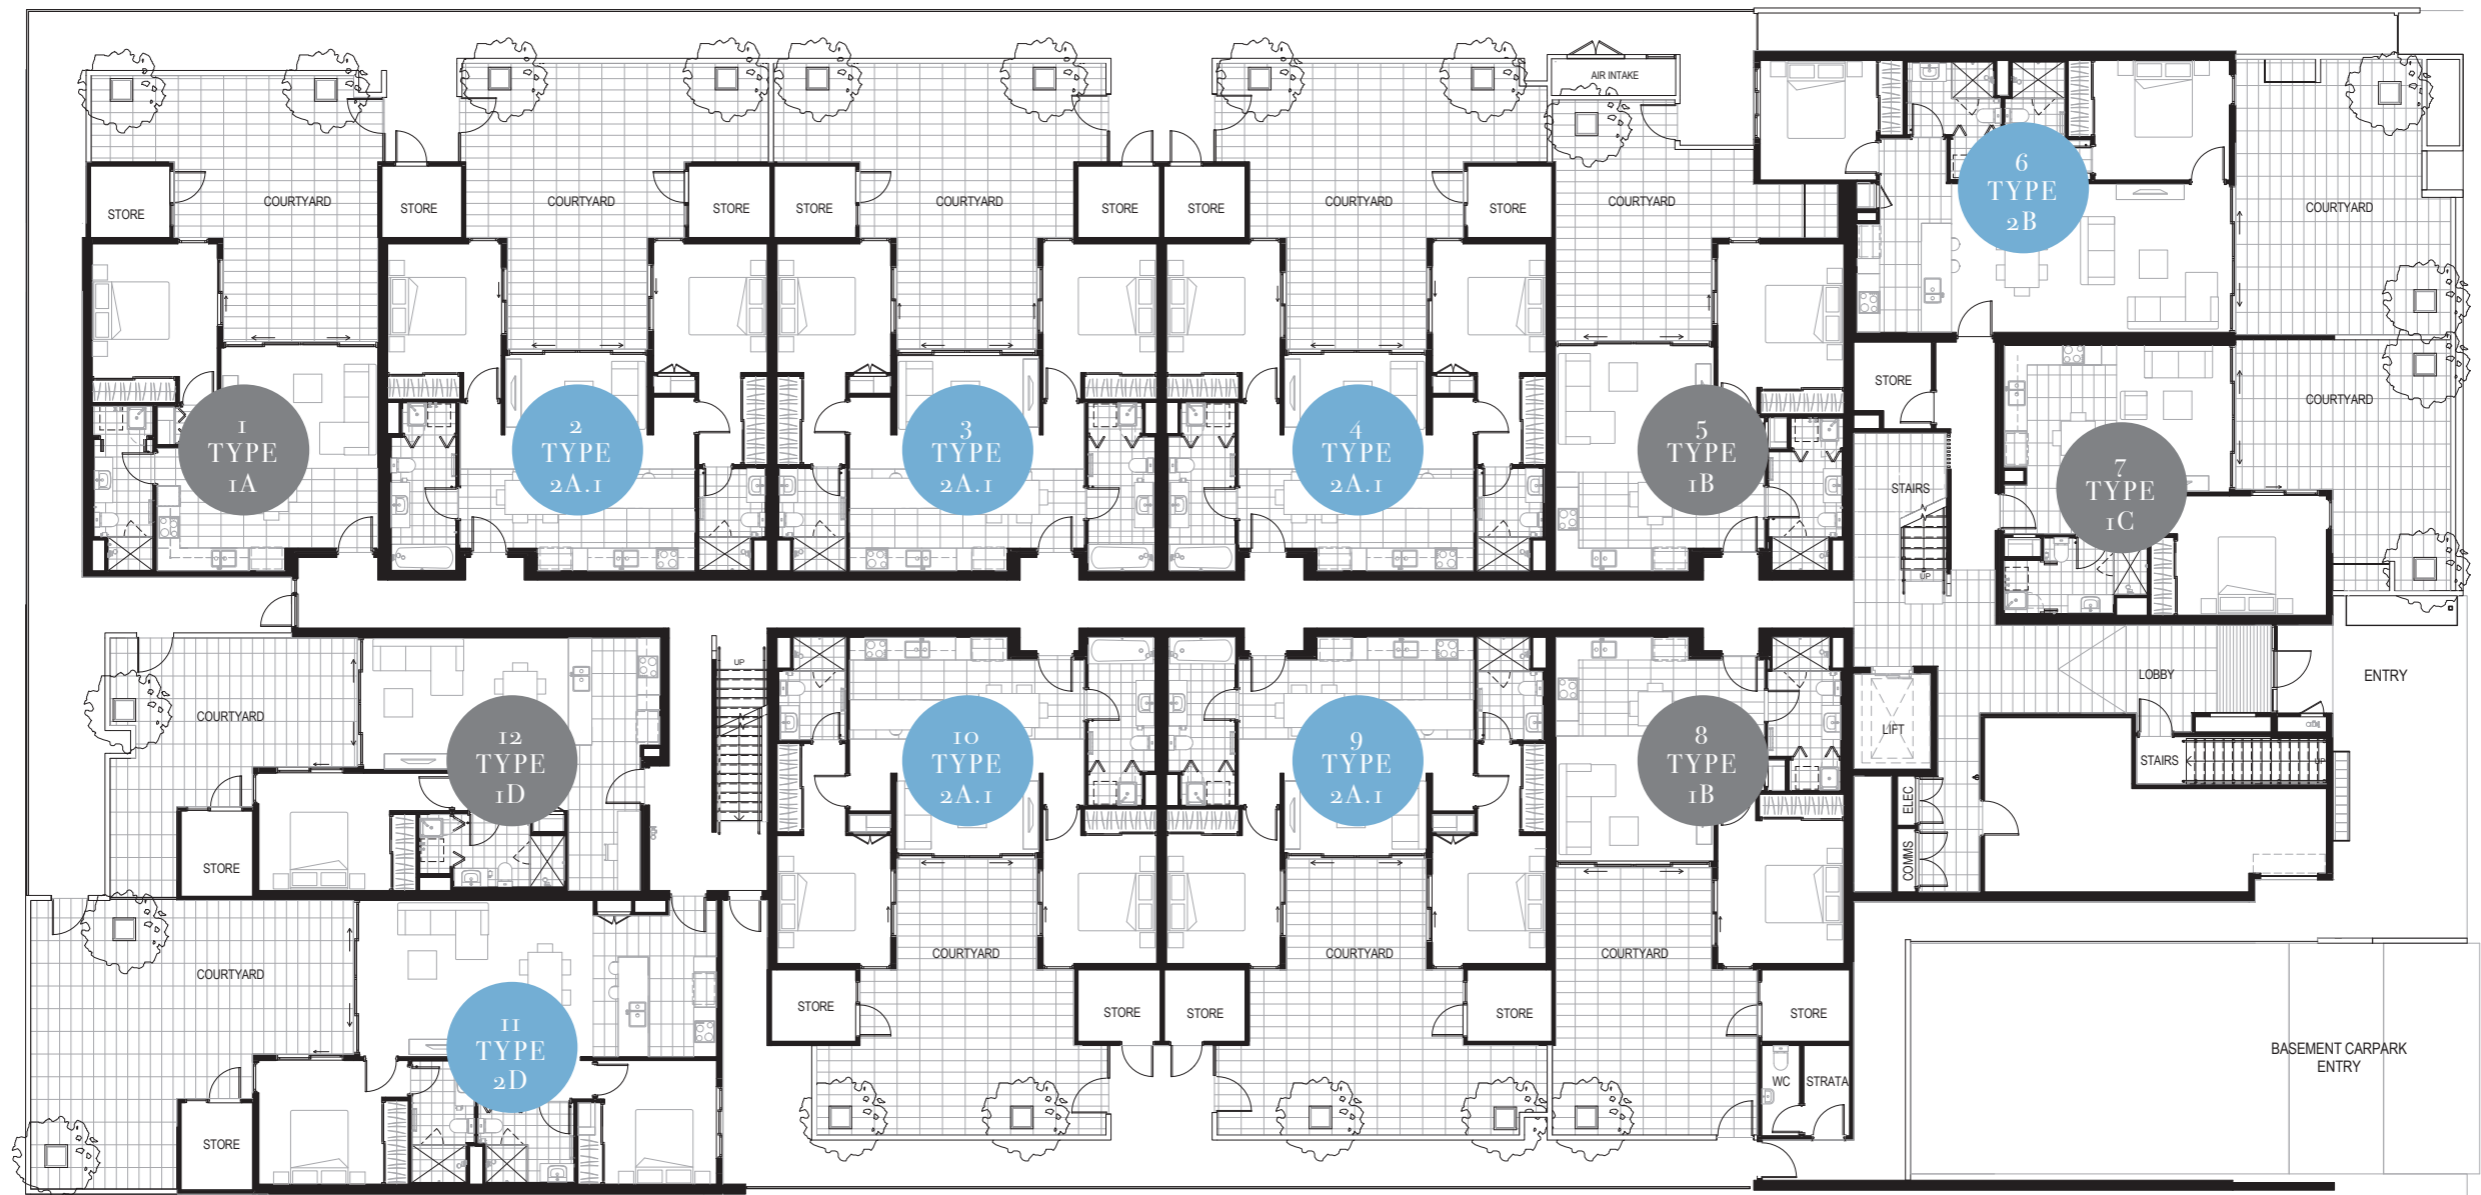 AIR INTAKE
STORE
COURTYARD
STORE
COURTYARD
STORE
STORE
COURTYARD
STORE
STORE
COURTYARD
STORE
COURTYARD
6
TYPE
2B
COURTYARD
1
TYPE
1A
2
TYPE
2A.1
3
TYPE
2A.1
4
TYPE
2A.1
5
TYPE
1B
STORE
STAIRS
UP
7
TYPE
1C
COURTYARD
COURTYARD
12
TYPE
1D
STORE
UP
10
TYPE
2A.1
9
TYPE
2A.1
8
TYPE
1B
LIFT
LOBBY
ENTRY
STAIRS
UP
ELEC
COMMS
COURTYARD
11
TYPE
2D
STORE
STORE
COURTYARD
STORE
STORE
COURTYARD
STORE
COURTYARD
STORE
WC
STRATA
BASEMENT CARPARK
ENTRY